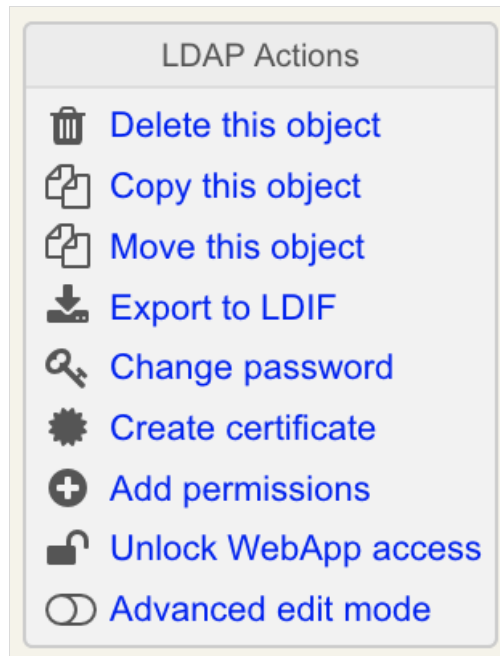 LDAP Actions
Delete this object
Copy this object
Move this object
Export to LDIF
Change password
Create certificate
Add permissions
Unlock WebApp access
Advanced edit mode